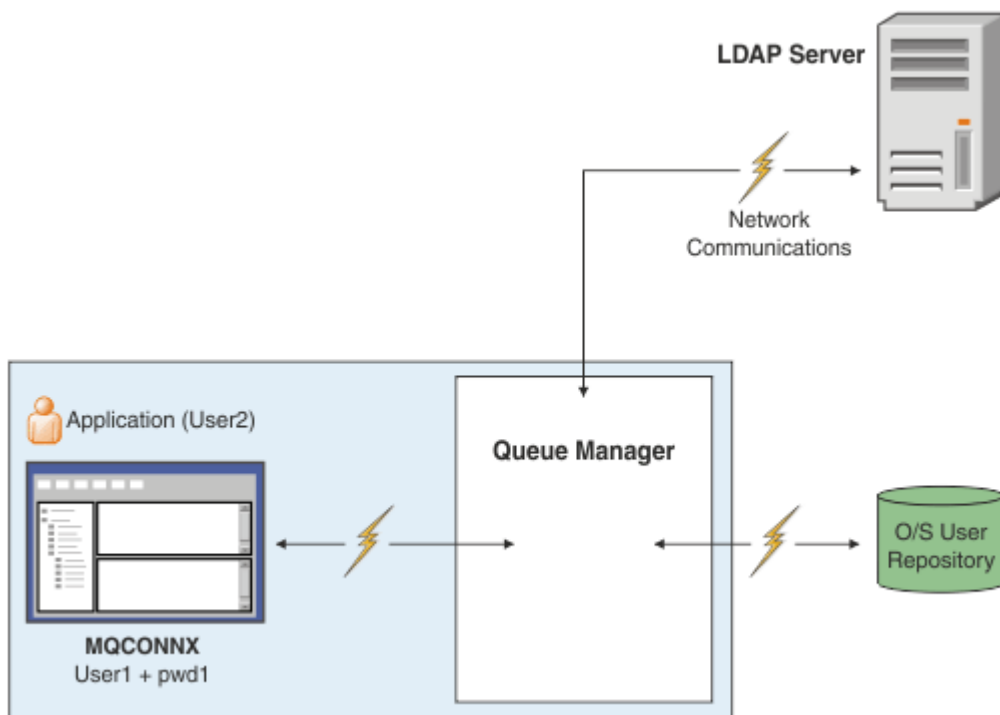 LDAP Server
Network
Communications
Application (User2)
Queue Manager
O/S User
Repository
MQCONNX
User1 + pwd1